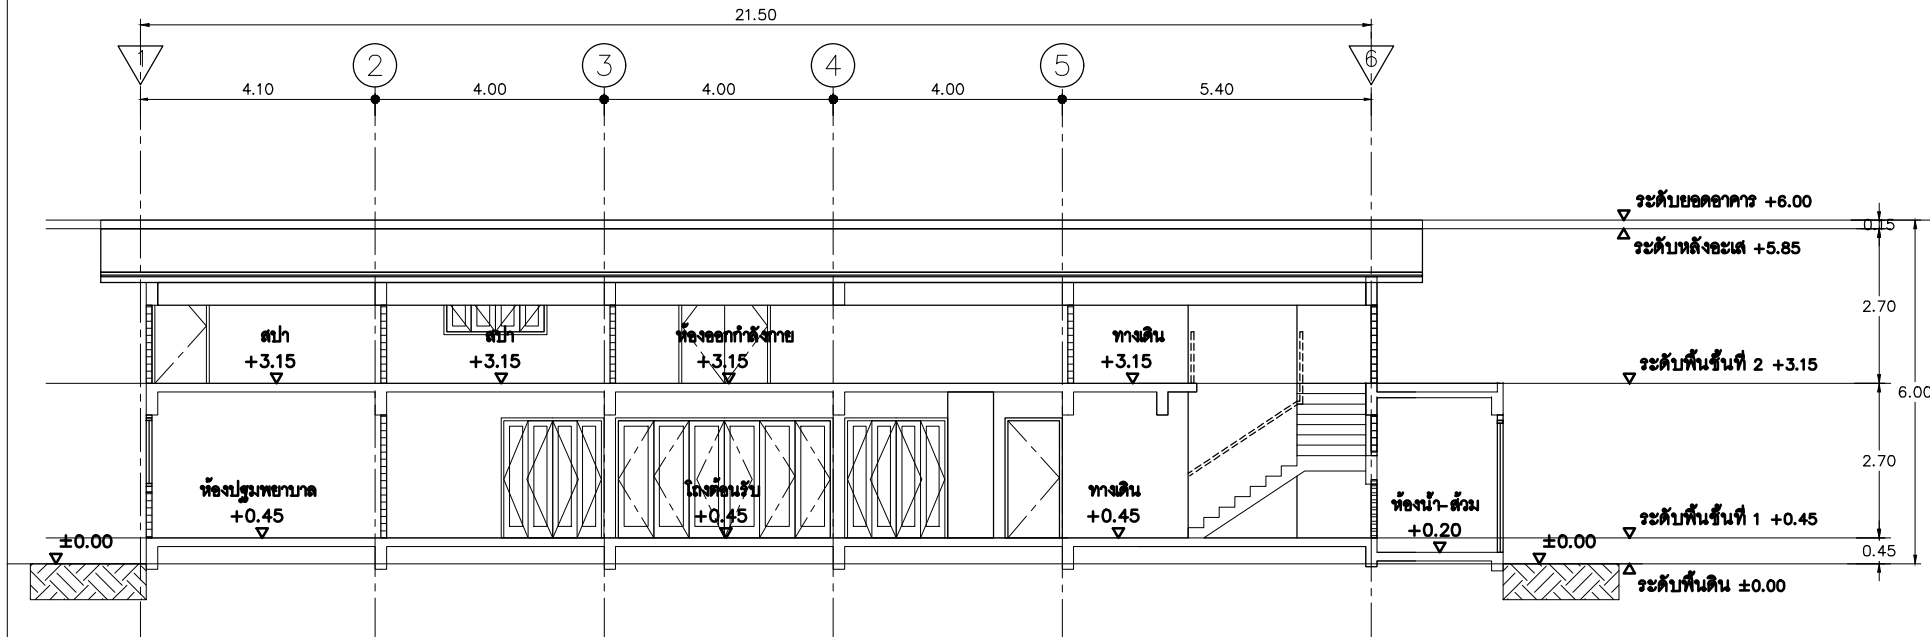 21.50
1 2 3 4 5 6
4.10 4.00 4.00 4.00 5.40
ระดับยอดอาคาร +6.00
0.15
ระดับหลังอะเส +5.85
2.70
สปา
+3.15
สปา
+3.15
ห้องออกกำลังกาย
+3.15
ทางเดิน
+3.15
ระดับพื้นชั้นที่ 2 +3.15
6.00
2.70
ห้องปฐมพยาบาล
+0.45
โถงต้อนรับ
+0.45
ทางเดิน
+0.45
ห้องน้ำ-ส้วม
+0.20
ระดับพื้นชั้นที่ 1 +0.45
±0.00
±0.00
0.45
ระดับพื้นดิน ±0.00